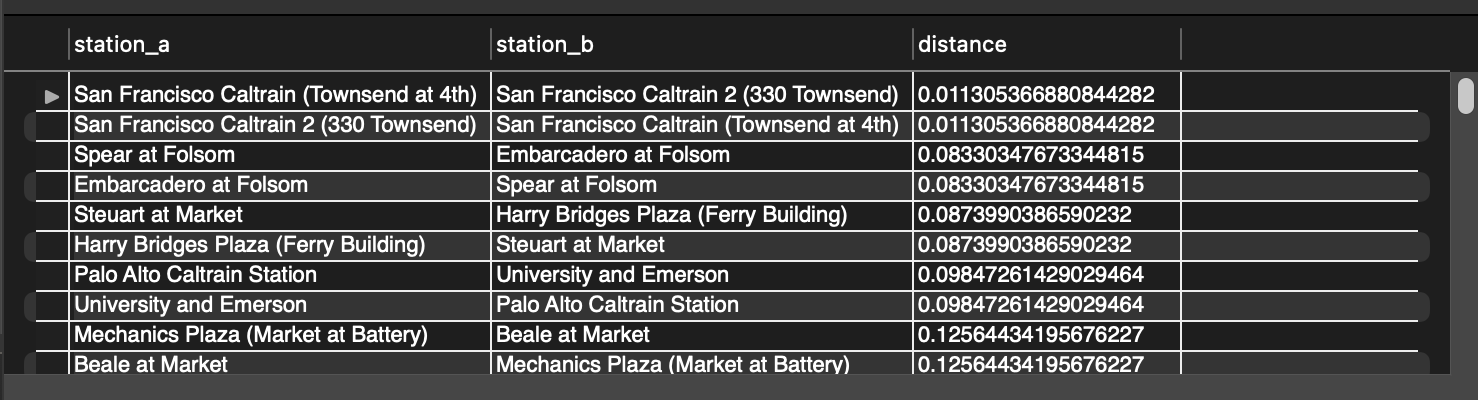 station_a station_b distance
San Francisco Caltrain (Townsend at 4th) San Francisco Caltrain 2 (330 Townsend) 0.011305366880844282
San Francisco Caltrain 2 (330 Townsend) San Francisco Caltrain (Townsend at 4th) 0.011305366880844282
Spear at Folsom Embarcadero at Folsom 0.08330347673344815
Embarcadero at Folsom Spear at Folsom 0.08330347673344815
Steuart at Market Harry Bridges Plaza (Ferry Building) 0.0873990386590232
Harry Bridges Plaza (Ferry Building) Steuart at Market 0.0873990386590232
Palo Alto Caltrain Station University and Emerson 0.09847261429029464
University and Emerson Palo Alto Caltrain Station 0.09847261429029464
Mechanics Plaza (Market at Battery) Beale at Market 0.12564434195676227
Beale at Market Mechanics Plaza (Market at Battery) 0.12564434195676227